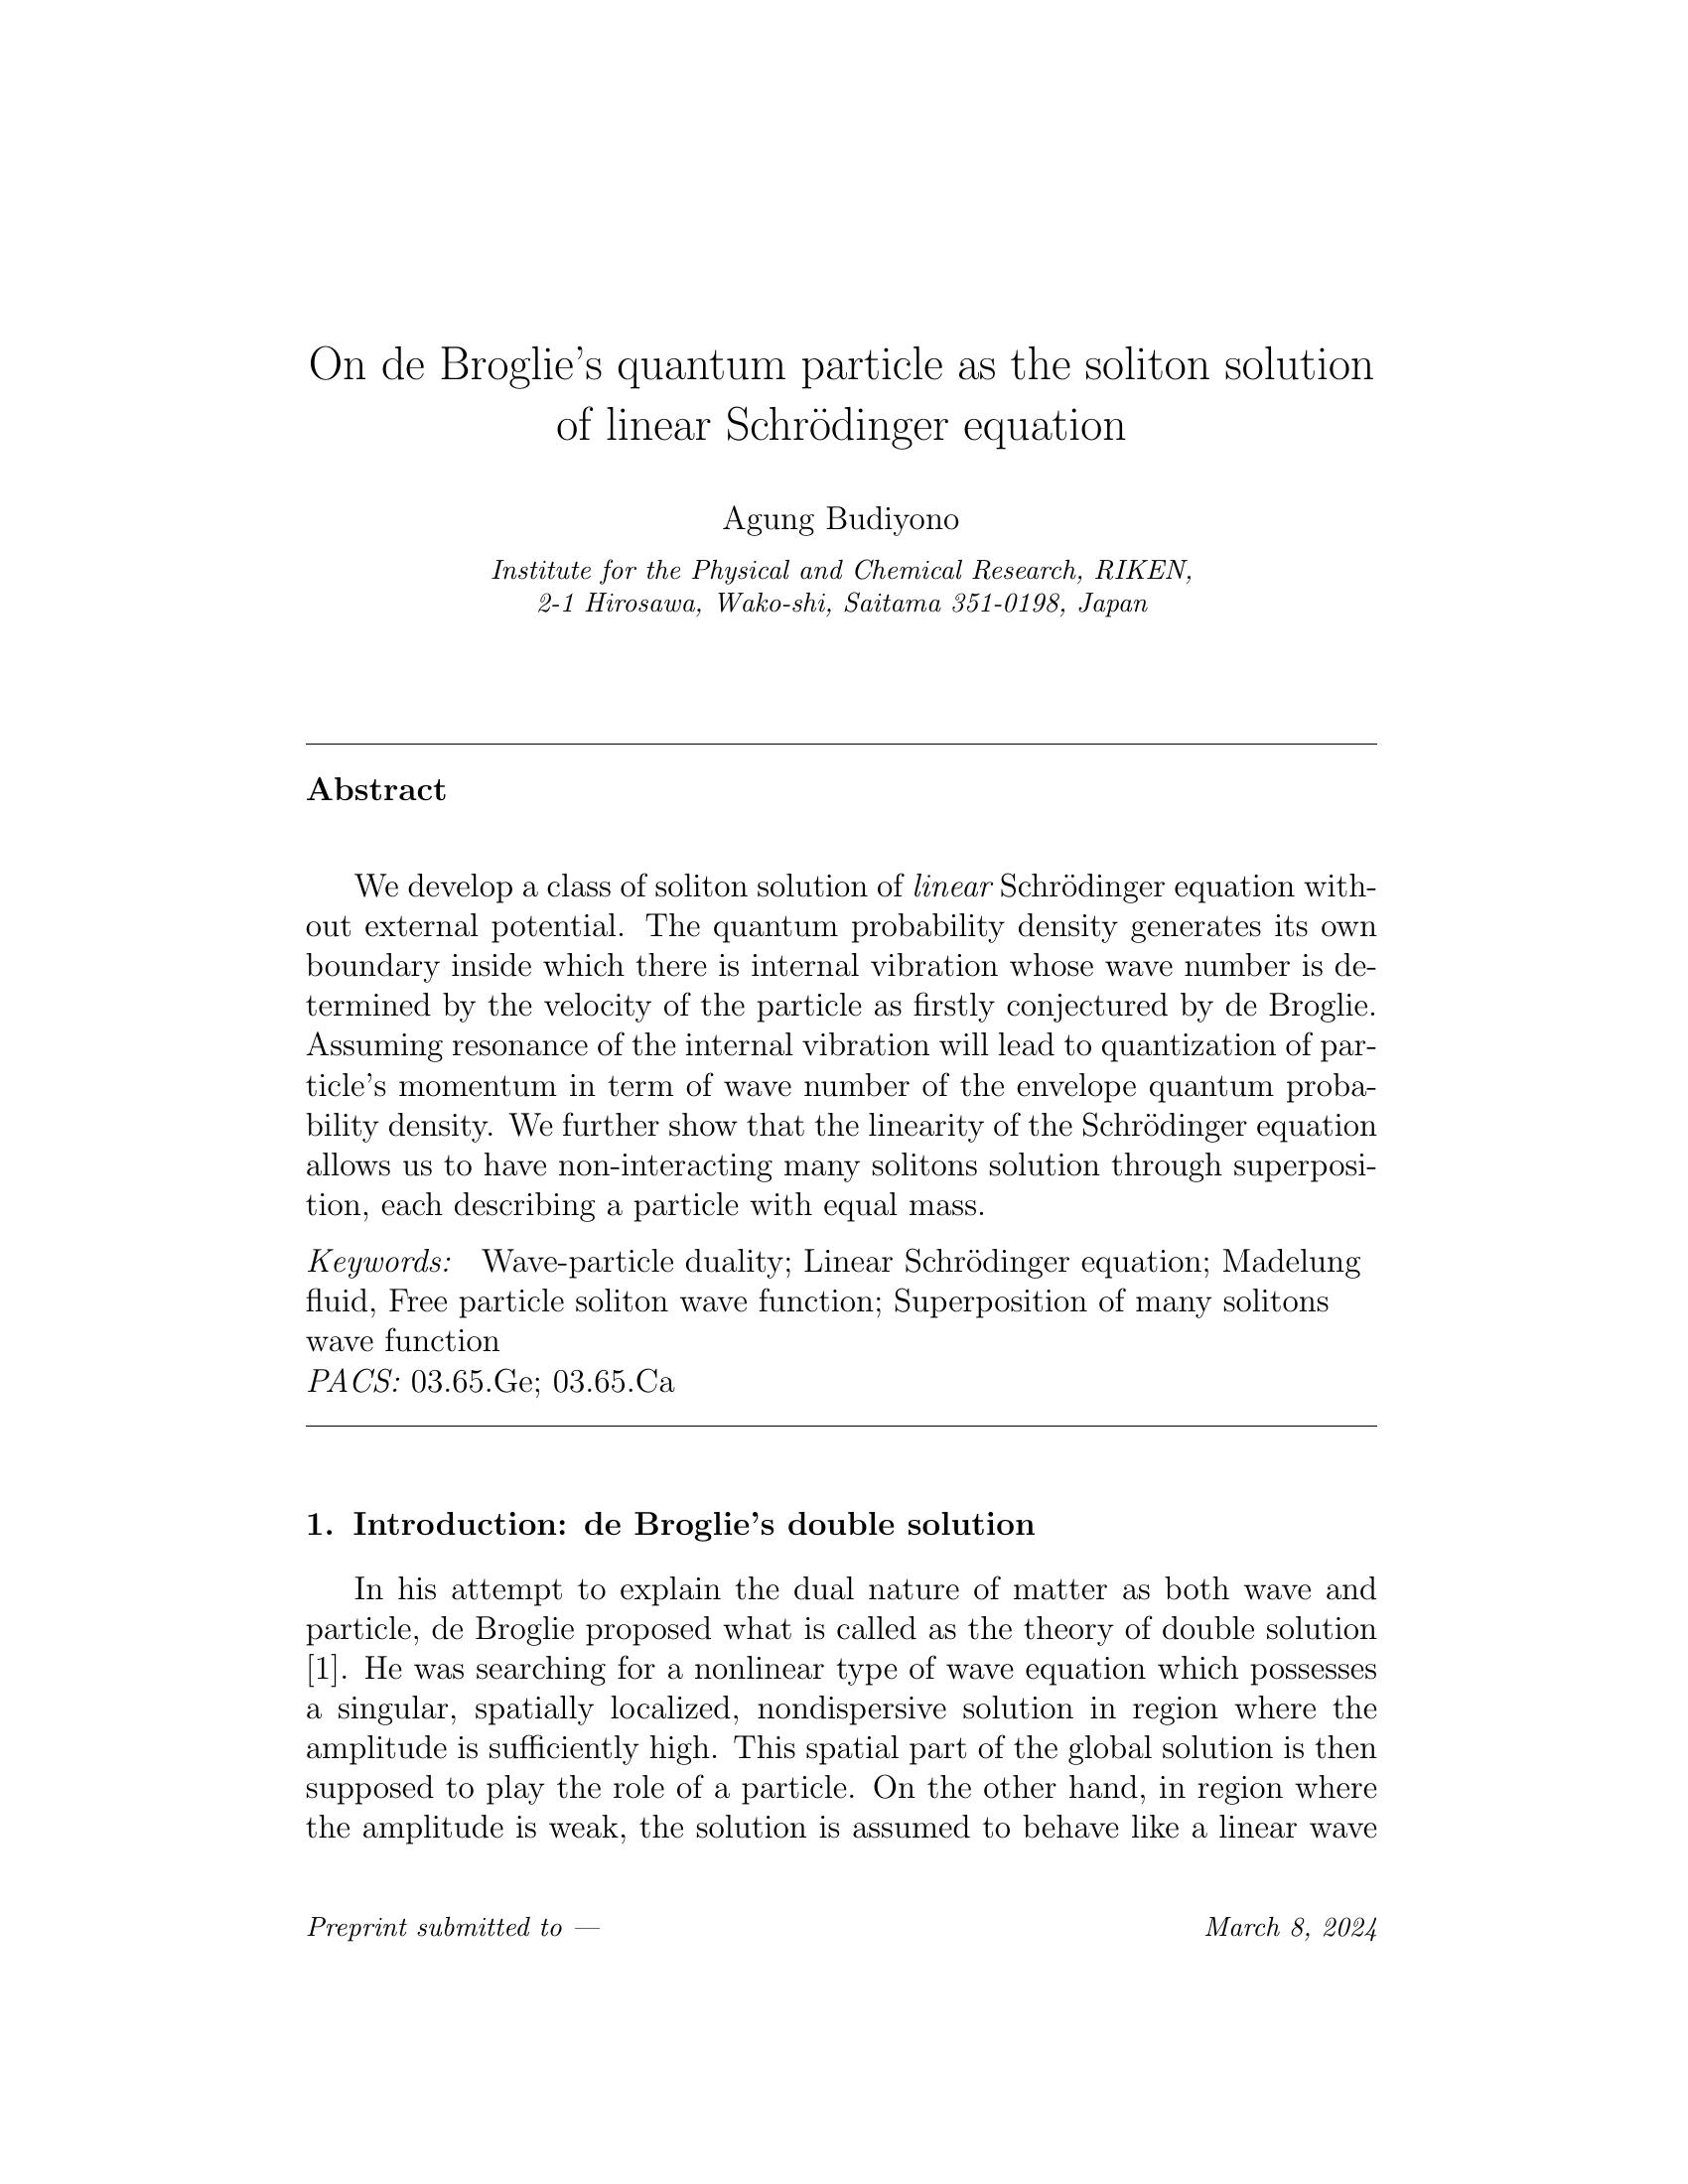 On de Broglie's quantum particle as the soliton solution
of linear Schrödinger equation
Agung Budiyono
Institute for the Physical and Chemical Research, RIKEN,
2-1 Hirosawa, Wako-shi, Saitama 351-0198, Japan
Abstract
We develop a class of soliton solution of linear Schrödinger equation with-
out external potential. The quantum probability density generates its own
boundary inside which there is internal vibration whose wave number is de-
termined by the velocity of the particle as firstly conjectured by de Broglie.
Assuming resonance of the internal vibration will lead to quantization of par-
ticle's momentum in term of wave number of the envelope quantum proba-
bility density. We further show that the linearity of the Schrödinger equation
allows us to have non-interacting many solitons solution through superposi-
tion, each describing a particle with equal mass.
Keywords: Wave-particle duality; Linear Schrödinger equation; Madelung
fluid, Free particle soliton wave function; Superposition of many solitons
wave function
PACS: 03.65.Ge; 03.65.Ca
1. Introduction: de Broglie's double solution
In his attempt to explain the dual nature of matter as both wave and
particle, de Broglie proposed what is called as the theory of double solution
[1]. He was searching for a nonlinear type of wave equation which possesses
a singular, spatially localized, nondispersive solution in region where the
amplitude is sufficiently high. This spatial part of the global solution is then
supposed to play the role of a particle. On the other hand, in region where
the amplitude is weak, the solution is assumed to behave like a linear wave
Preprint submitted to — March 8, 2024